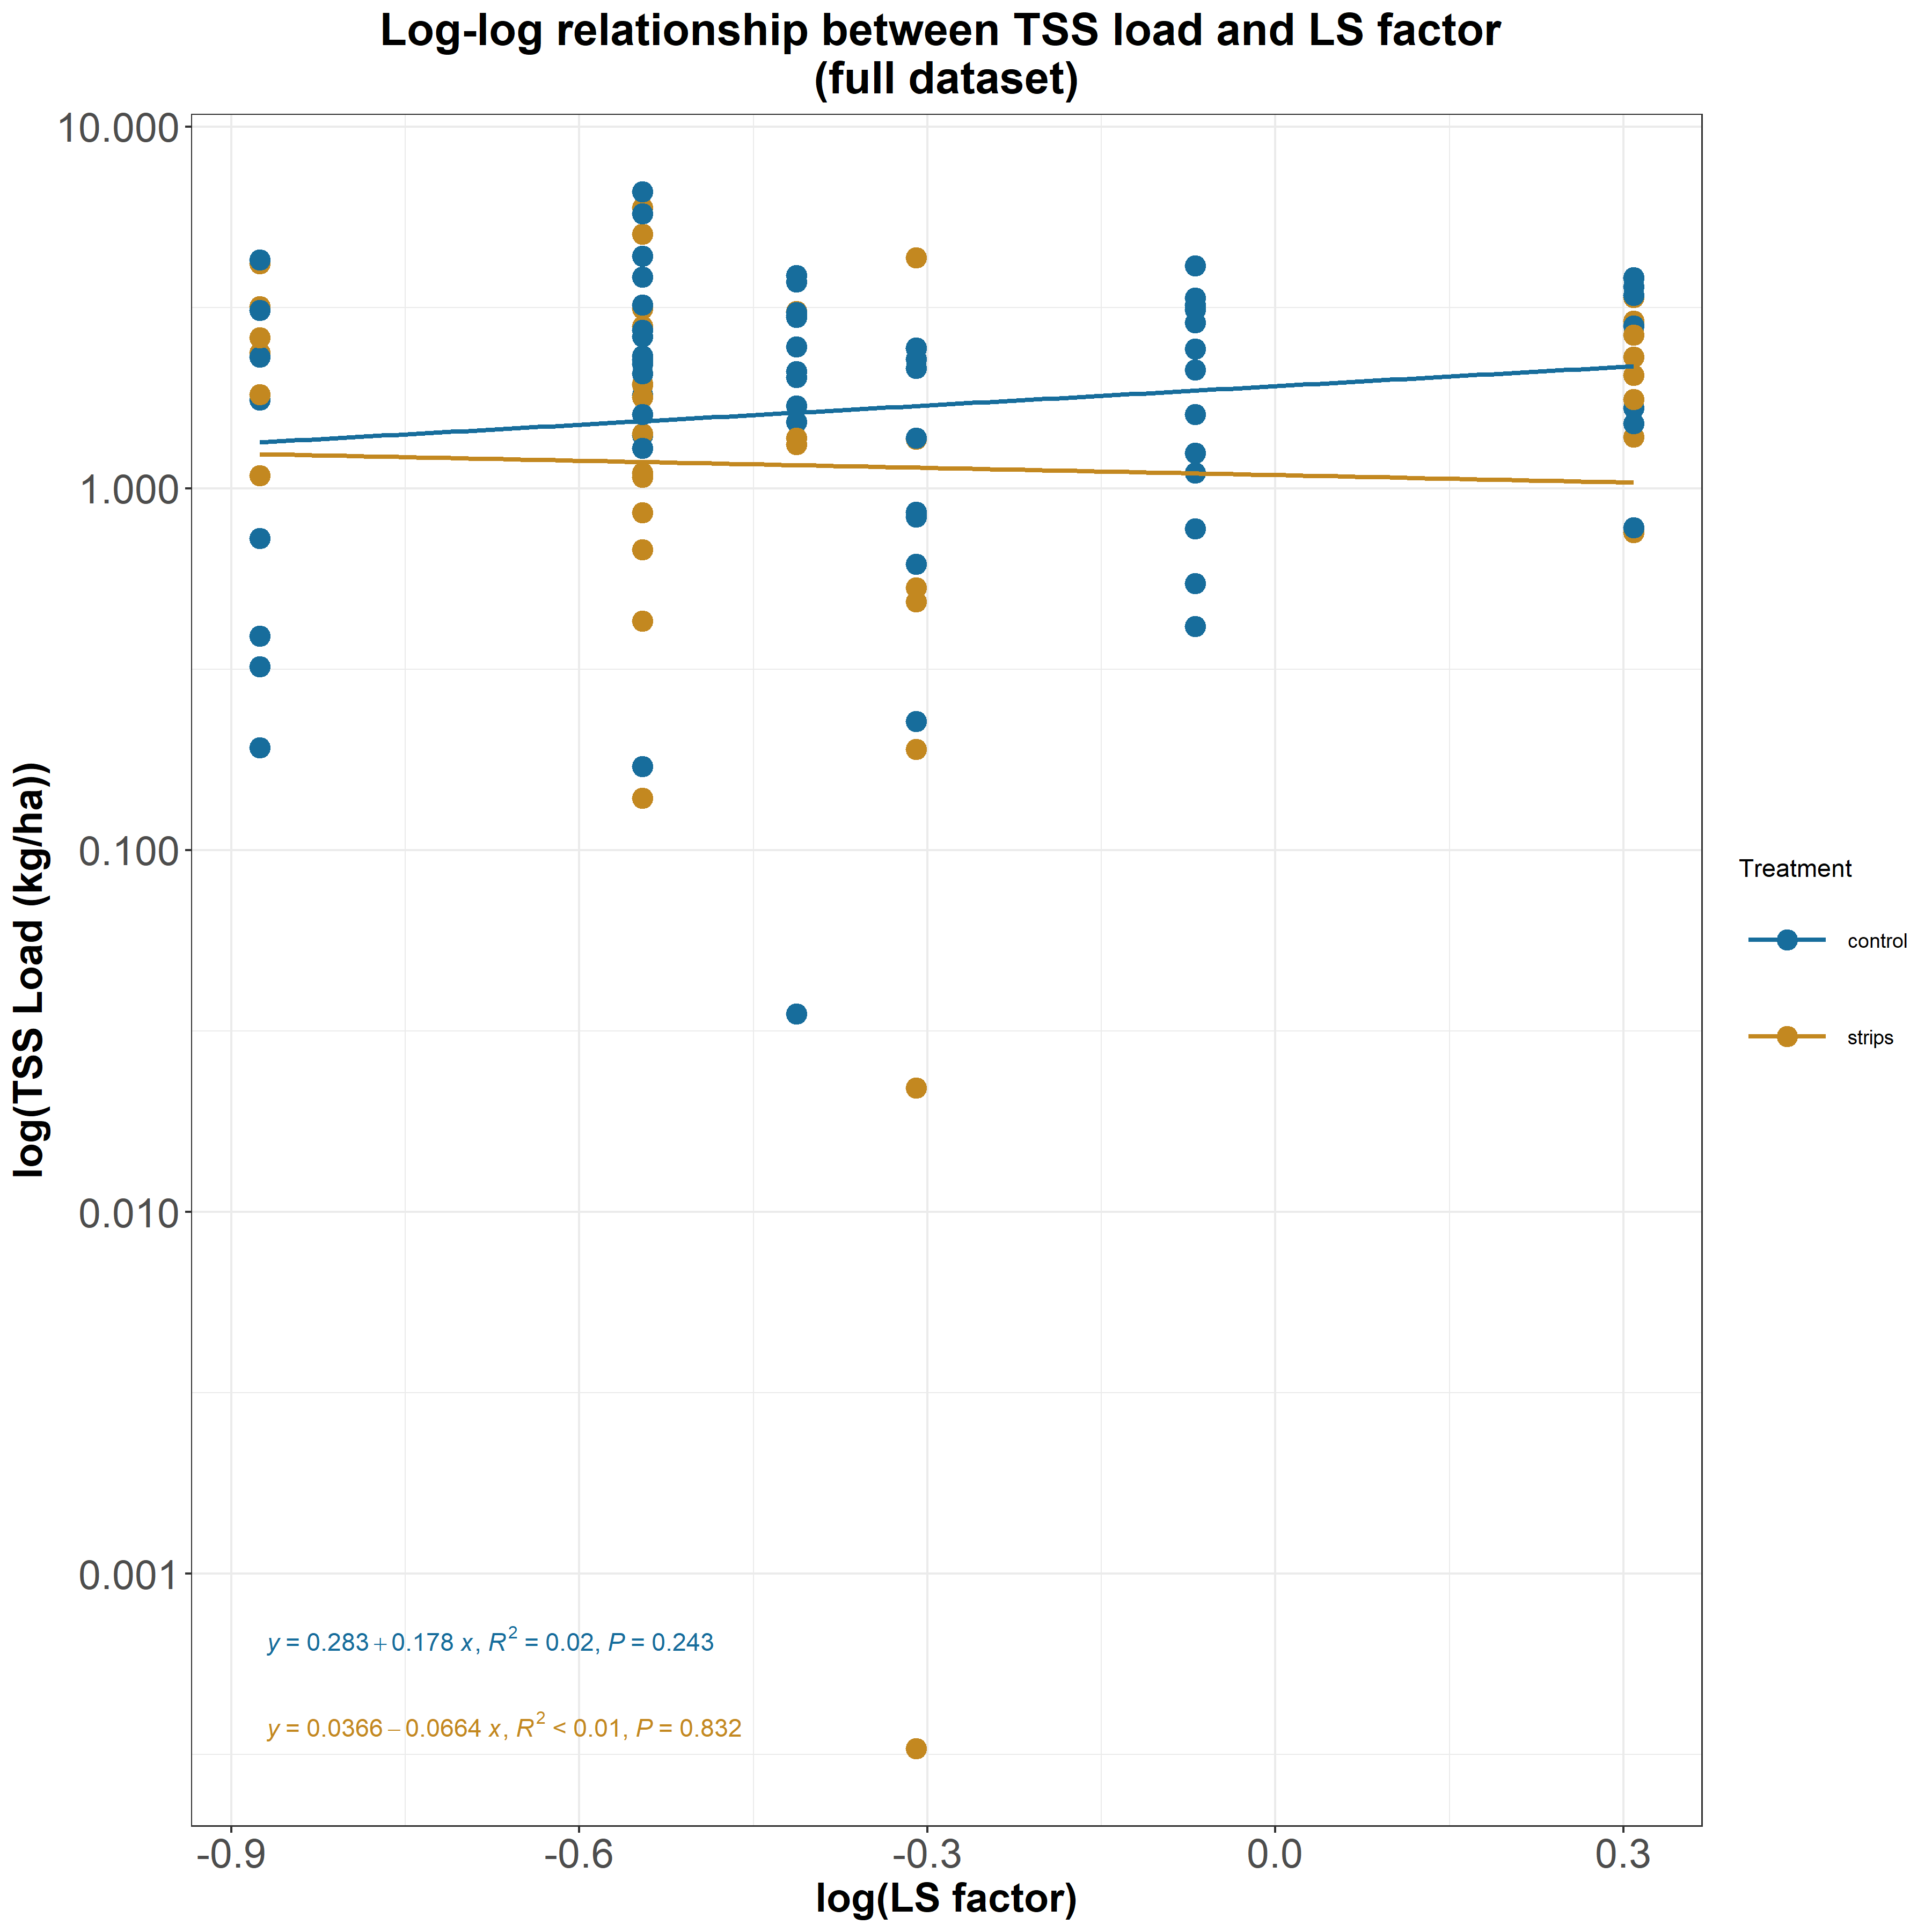 Log-log relationship between TSS load and LS factor
(full dataset)
log(TSS Load (kg/ha))
10.000
1.000
0.100
0.010
0.001
y = 0.283 + 0.178 x, R² = 0.02, P = 0.243
y = 0.0366 − 0.0664 x, R² < 0.01, P = 0.832
-0.9 -0.6 -0.3 0.0 0.3
log(LS factor)
Treatment
control
strips